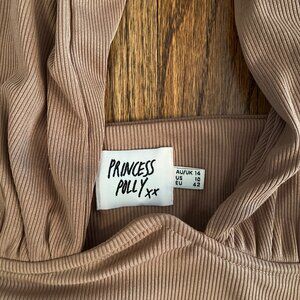 PRINCESS
POLLY xx
AU/UK 14
US 10
EU 42